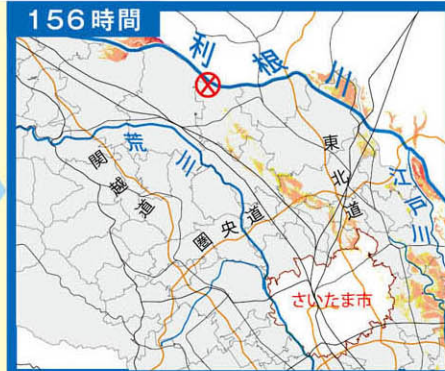 156時間
利根川
荒川
関越道
圏央道
東北道
江戸川
さいたま市